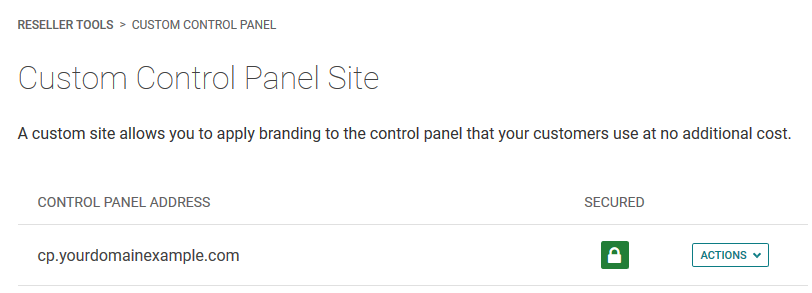 RESELLER TOOLS > CUSTOM CONTROL PANEL
Custom Control Panel Site
A custom site allows you to apply branding to the control panel that your customers use at no additional cost.
CONTROL PANEL ADDRESS SECURED
cp.yourdomainexample.com ACTIONS